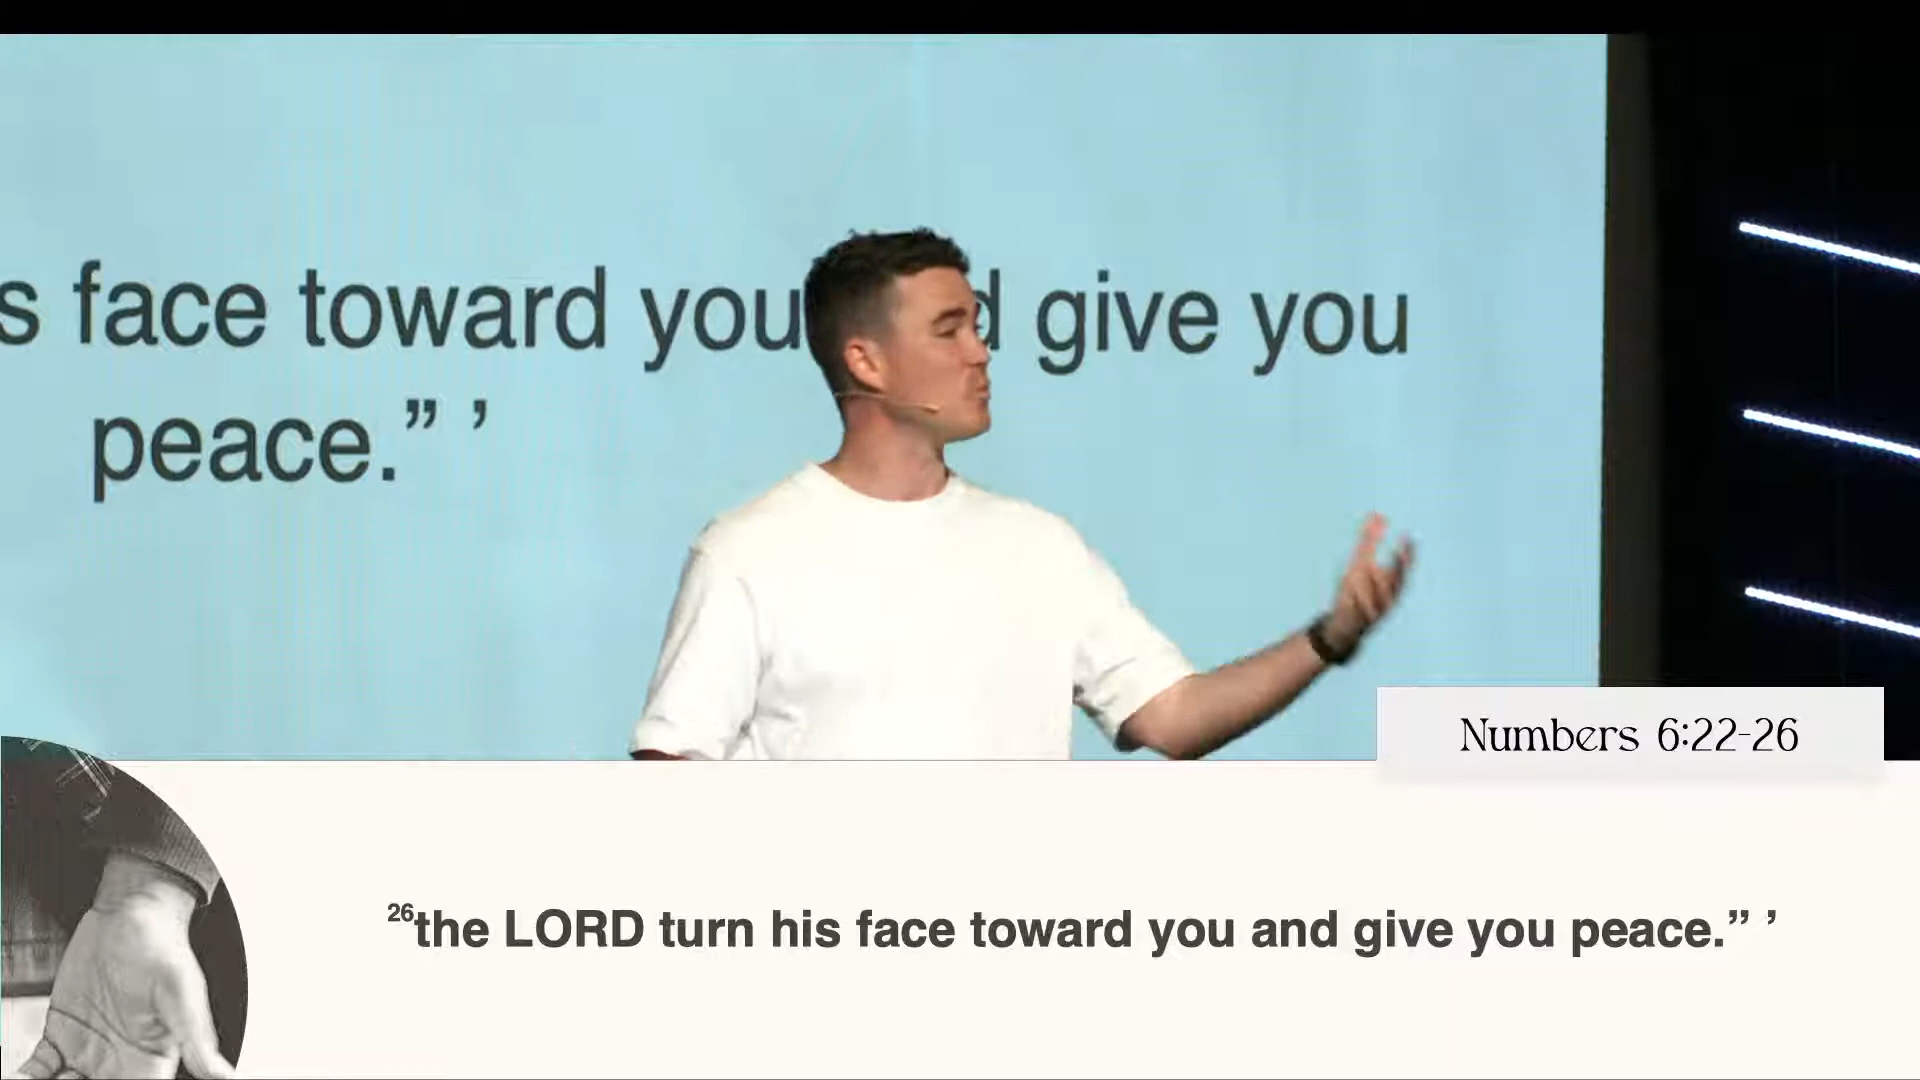 s face toward you d give you
peace.” ’
Numbers 6:22-26
26the LORD turn his face toward you and give you peace.” ’